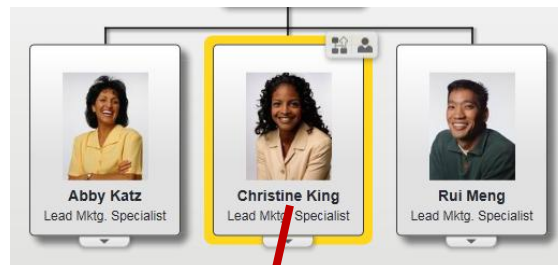 Abby Katz
Lead Mktg. Specialist
Christine King
Lead Mktg. Specialist
Rui Meng
Lead Mktg. Specialist